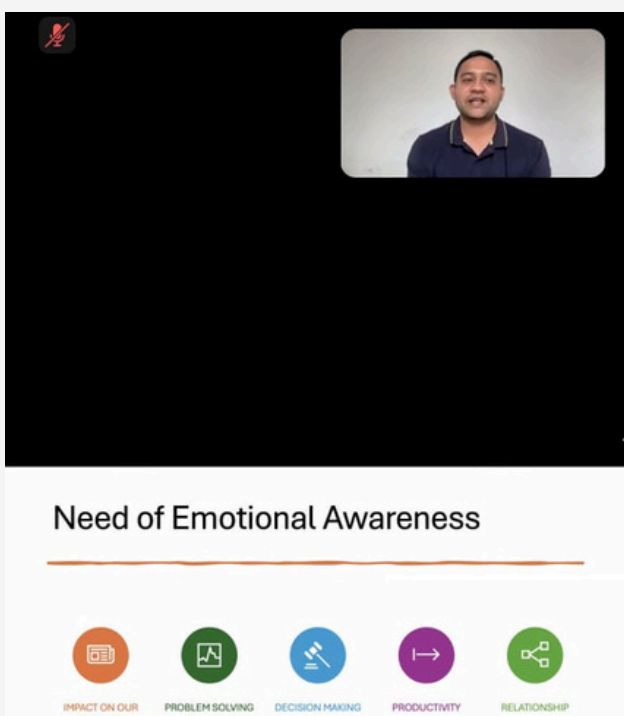 Need of Emotional Awareness
IMPACT ON OUR
PROBLEM SOLVING
DECISION MAKING
PRODUCTIVITY
RELATIONSHIP